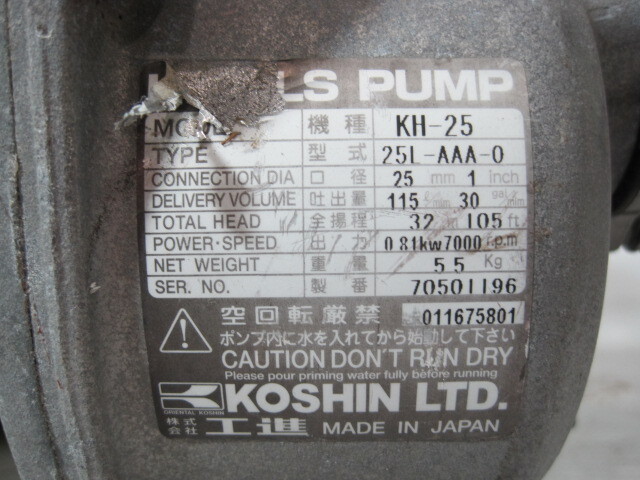 LS PUMP
MODEL 機種 KH-25
TYPE 型式 25L-AAA-0
CONNECTION DIA 口径 25 mm 1 inch
DELIVERY VOLUME 吐出量 115 30
TOTAL HEAD 全揚程 32 m 105 ft
POWER·SPEED 出力 0.81kw7000 r.p.m
NET WEIGHT 重量 5.5 Kg
SER. NO. 製番 70501196
空回転厳禁 011675801
ポンプ内に水を入れてから始動して下さい
CAUTION DON'T RUN DRY
Please pour priming water fully before running
KOSHIN LTD.
ORIENTAL KOSHIN
株式会社 工進 MADE IN JAPAN